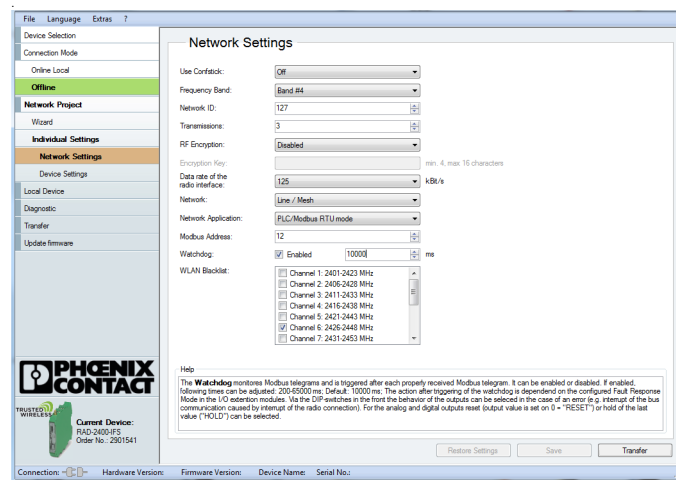 File Language Extras ?
Device Selection
Connection Mode
Online Local
Offline
Network Project
Wizard
Individual Settings
Network Settings
Device Settings
Local Device
Diagnostic
Transfer
Update firmware
PHŒNIX
CONTACT
TRUSTED
WIRELESS
Current Device:
RAD-2400-IFS
Order No.: 2901541
Network Settings
Use Confstick: Off
Frequency Band: Band #4
Network ID: 127
Transmissions: 3
RF Encryption: Disabled
Encryption Key: min. 4. max 16 characters
Data rate of the
radio interface: 125 kBit/s
Network: Line / Mesh
Network Application: PLC/Modbus RTU mode
Modbus Address: 12
Watchdog: Enabled 10000 ms
WLAN Blacklist:
Channel 1: 2401-2423 MHz
Channel 2: 2406-2428 MHz
Channel 3: 2411-2433 MHz
Channel 4: 2416-2438 MHz
Channel 5: 2421-2443 MHz
Channel 6: 2426-2448 MHz
Channel 7: 2431-2453 MHz
Help
The Watchdog monitores Modbus telegrams and is triggered after each properly received Modbus telegram. It can be enabled or disabled. If enabled,
following times can be adjusted: 200-65000 ms; Default: 10000 ms; The action after triggering of the watchdog is dependend on the configured Fault Response
Mode in the I/O extention modules. Via the DIP-switches in the front the behavior of the outputs can be selected in the case of an error (e.g. interrupt of the bus
communication caused by interrupt of the radio connection). For the analog and digital outputs reset (output value is set on 0 = "RESET") or hold of the last
value ("HOLD") can be selected.
Restore Settings Save Transfer
Connection: Hardware Version: Firmware Version: Device Name: Serial No.: